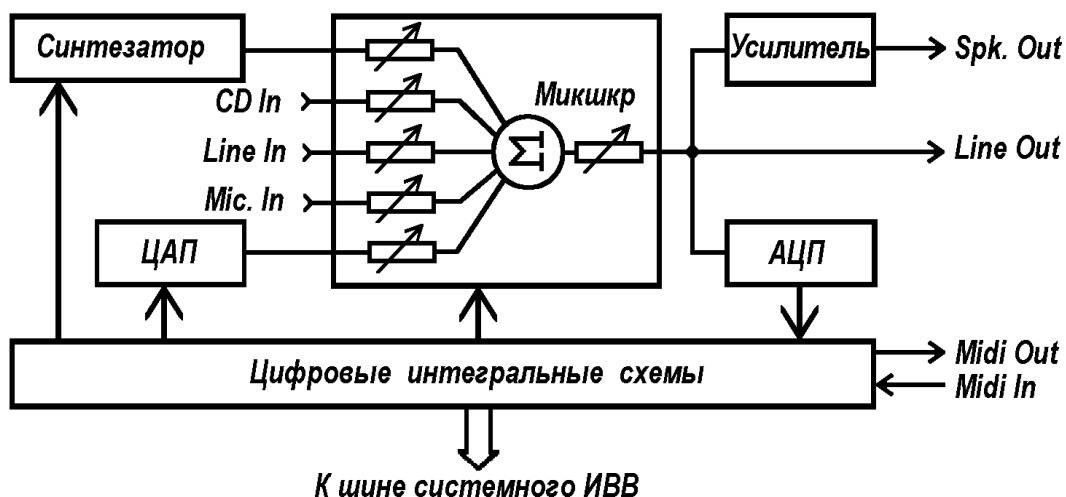 Синтезатор
CD In
Line In
Mic. In
ЦАП
Микшкр
Σ
Усилитель
Spk. Out
Line Out
АЦП
Цифровые интегральные схемы
Midi Out
Midi In
К шине системного ИВВ